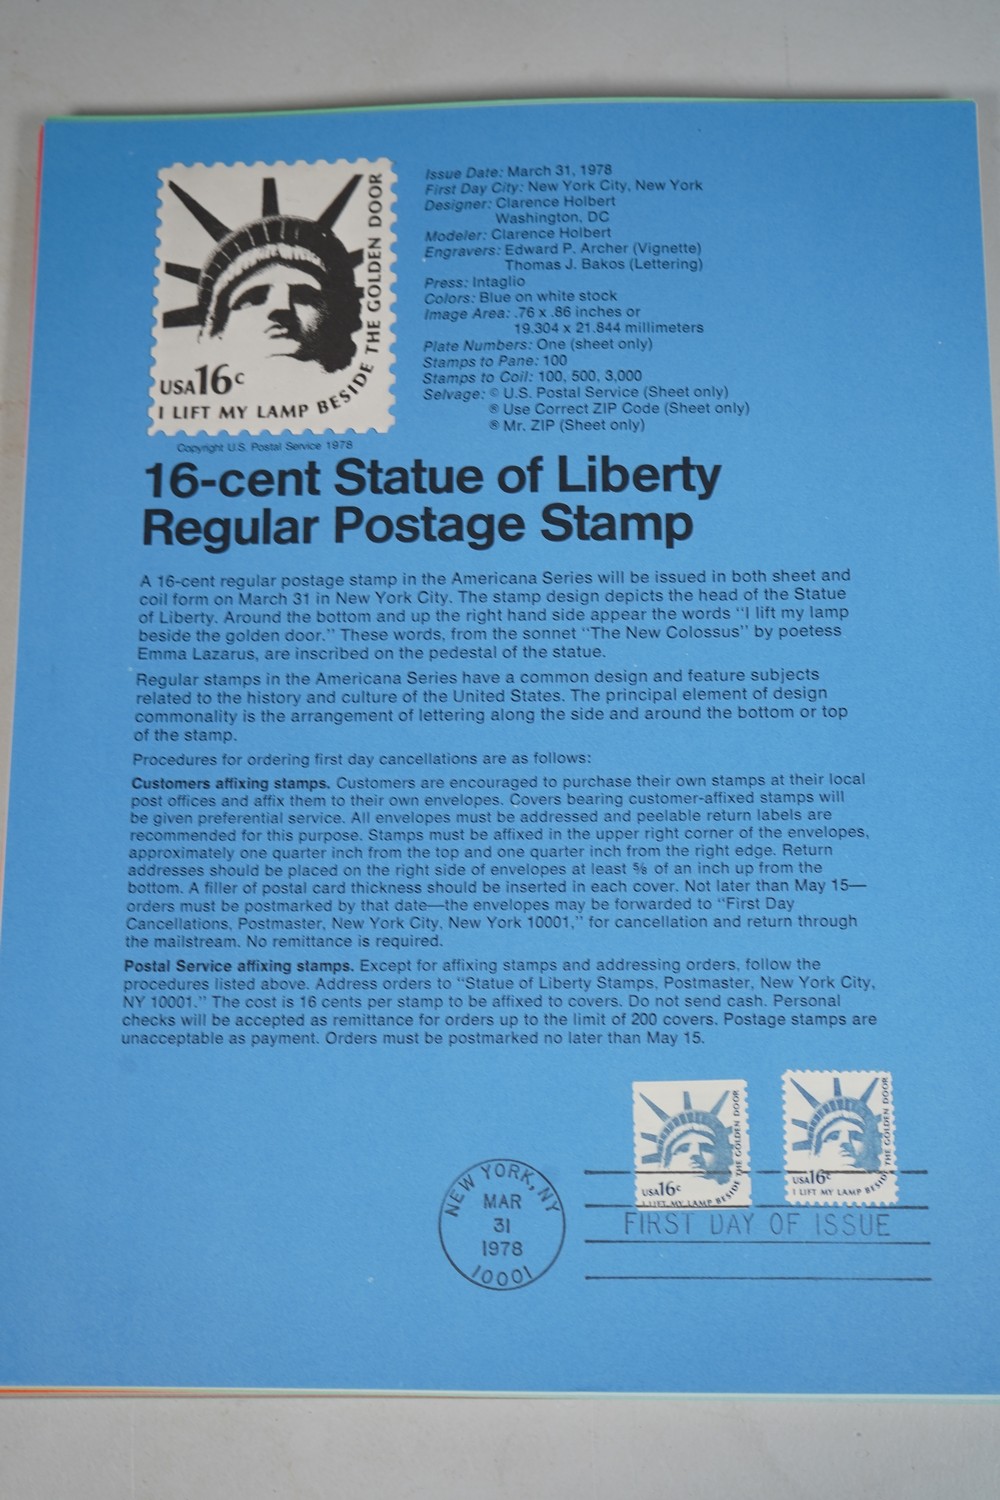 USA16c
I LIFT MY LAMP BESIDE THE GOLDEN DOOR
Copyright U.S. Postal Service 1978
Issue Date: March 31, 1978
First Day City: New York City, New York
Designer: Clarence Holbert
Washington, DC
Modeler: Clarence Holbert
Engravers: Edward P. Archer (Vignette)
Thomas J. Bakos (Lettering)
Press: Intaglio
Colors: Blue on white stock
Image Area: .76 x .86 inches or
19.304 x 21.844 millimeters
Plate Numbers: One (sheet only)
Stamps to Pane: 100
Stamps to Coil: 100, 500, 3,000
Selvage: © U.S. Postal Service (Sheet only)
® Use Correct ZIP Code (Sheet only)
® Mr. ZIP (Sheet only)
16-cent Statue of Liberty
Regular Postage Stamp
A 16-cent regular postage stamp in the Americana Series will be issued in both sheet and
coil form on March 31 in New York City. The stamp design depicts the head of the Statue
of Liberty. Around the bottom and up the right hand side appear the words "I lift my lamp
beside the golden door." These words, from the sonnet "The New Colossus" by poetess
Emma Lazarus, are inscribed on the pedestal of the statue.
Regular stamps in the Americana Series have a common design and feature subjects
related to the history and culture of the United States. The principal element of design
commonality is the arrangement of lettering along the side and around the bottom or top
of the stamp.
Procedures for ordering first day cancellations are as follows:
Customers affixing stamps. Customers are encouraged to purchase their own stamps at their local
post offices and affix them to their own envelopes. Covers bearing customer-affixed stamps will
be given preferential service. All envelopes must be addressed and peelable return labels are
recommended for this purpose. Stamps must be affixed in the upper right corner of the envelopes,
approximately one quarter inch from the top and one quarter inch from the right edge. Return
addresses should be placed on the right side of envelopes at least ⅝ of an inch up from the
bottom. A filler of postal card thickness should be inserted in each cover. Not later than May 15—
orders must be postmarked by that date—the envelopes may be forwarded to "First Day
Cancellations, Postmaster, New York City, New York 10001," for cancellation and return through
the mailstream. No remittance is required.
Postal Service affixing stamps. Except for affixing stamps and addressing orders, follow the
procedures listed above. Address orders to "Statue of Liberty Stamps, Postmaster, New York City,
NY 10001." The cost is 16 cents per stamp to be affixed to covers. Do not send cash. Personal
checks will be accepted as remittance for orders up to the limit of 200 covers. Postage stamps are
unacceptable as payment. Orders must be postmarked no later than May 15.
USA16c
I LIFT MY LAMP BESIDE THE GOLDEN DOOR
USA16c
I LIFT MY LAMP BESIDE THE GOLDEN DOOR
NEW YORK, NY
MAR
31
1978
10001
FIRST DAY OF ISSUE